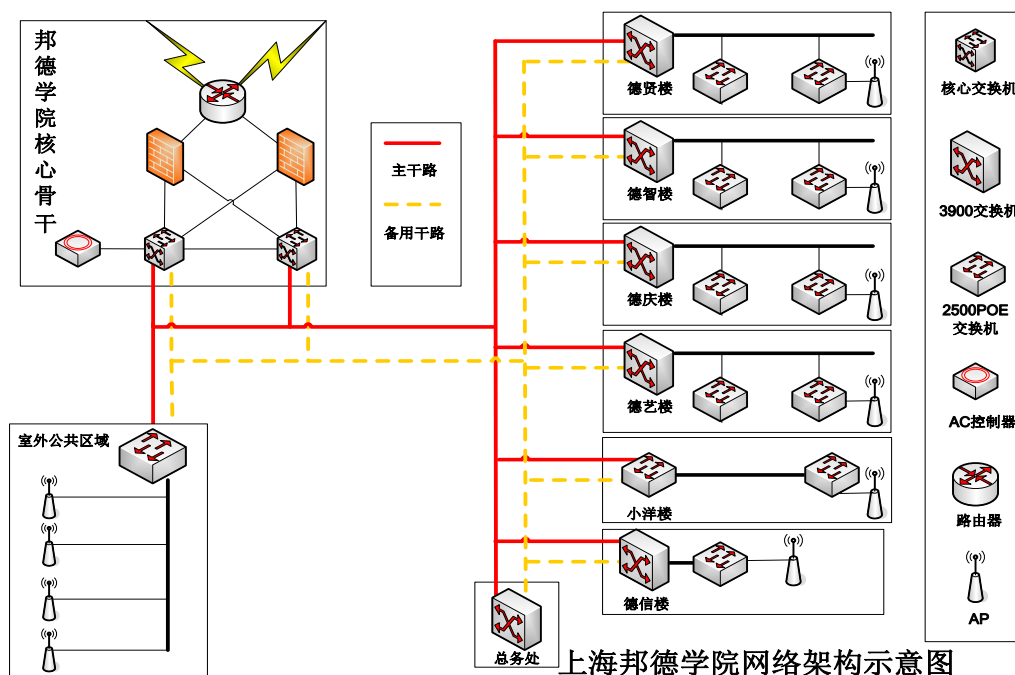 邦德学院核心骨干
主干路
备用干路
德贤楼
德智楼
德庆楼
德艺楼
小洋楼
德信楼
总务处
室外公共区域
核心交换机
3900交换机
2500POE
交换机
AC控制器
路由器
AP
上海邦德学院网络架构示意图